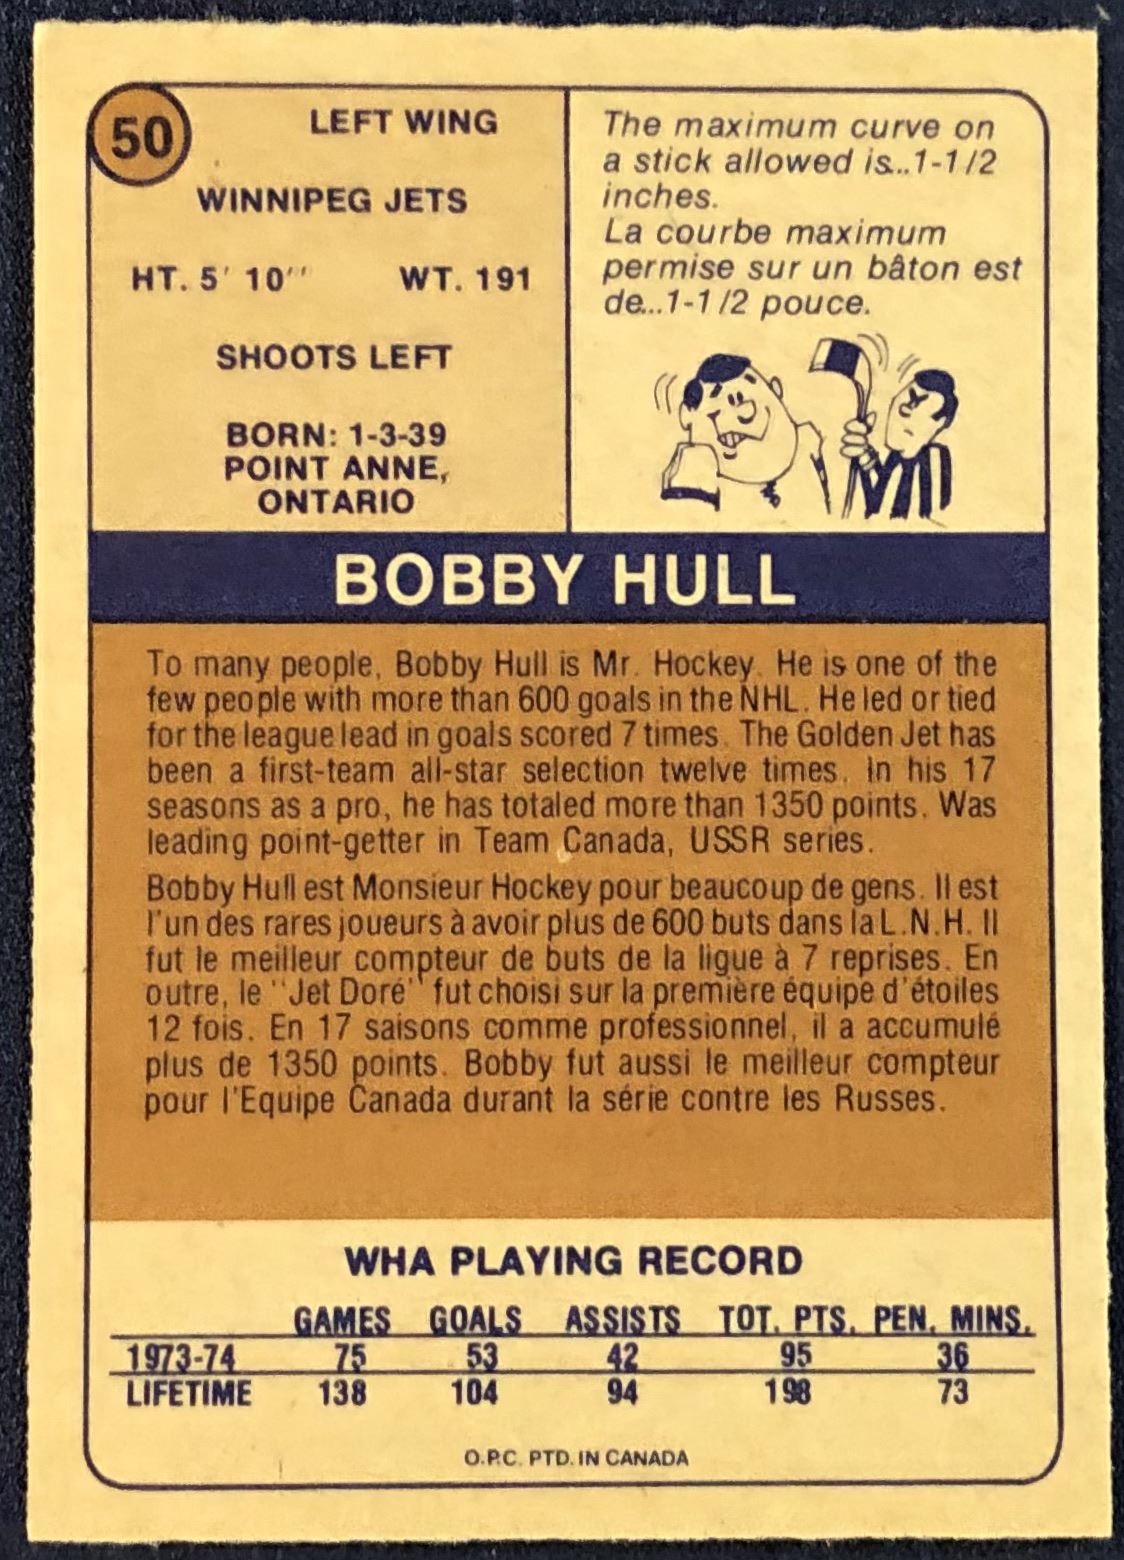 50
LEFT WING
WINNIPEG JETS
HT. 5' 10'' WT. 191
SHOOTS LEFT
BORN: 1-3-39
POINT ANNE,
ONTARIO
The maximum curve on
a stick allowed is...1-1/2
inches.
La courbe maximum
permise sur un bâton est
de...1-1/2 pouce.
BOBBY HULL
To many people, Bobby Hull is Mr. Hockey. He is one of the
few people with more than 600 goals in the NHL. He led or tied
for the league lead in goals scored 7 times. The Golden Jet has
been a first-team all-star selection twelve times. In his 17
seasons as a pro, he has totaled more than 1350 points. Was
leading point-getter in Team Canada, USSR series.
Bobby Hull est Monsieur Hockey pour beaucoup de gens. Il est
l'un des rares joueurs à avoir plus de 600 buts dans la L.N.H. Il
fut le meilleur compteur de buts de la ligue à 7 reprises. En
outre, le "Jet Doré" fut choisi sur la première équipe d'étoiles
12 fois. En 17 saisons comme professionnel, il a accumulé
plus de 1350 points. Bobby fut aussi le meilleur compteur
pour l'Equipe Canada durant la série contre les Russes.
WHA PLAYING RECORD
GAMES GOALS ASSISTS TOT. PTS. PEN. MINS.
1973-74 75 53 42 95 36
LIFETIME 138 104 94 198 73
O.P.C. PTD. IN CANADA